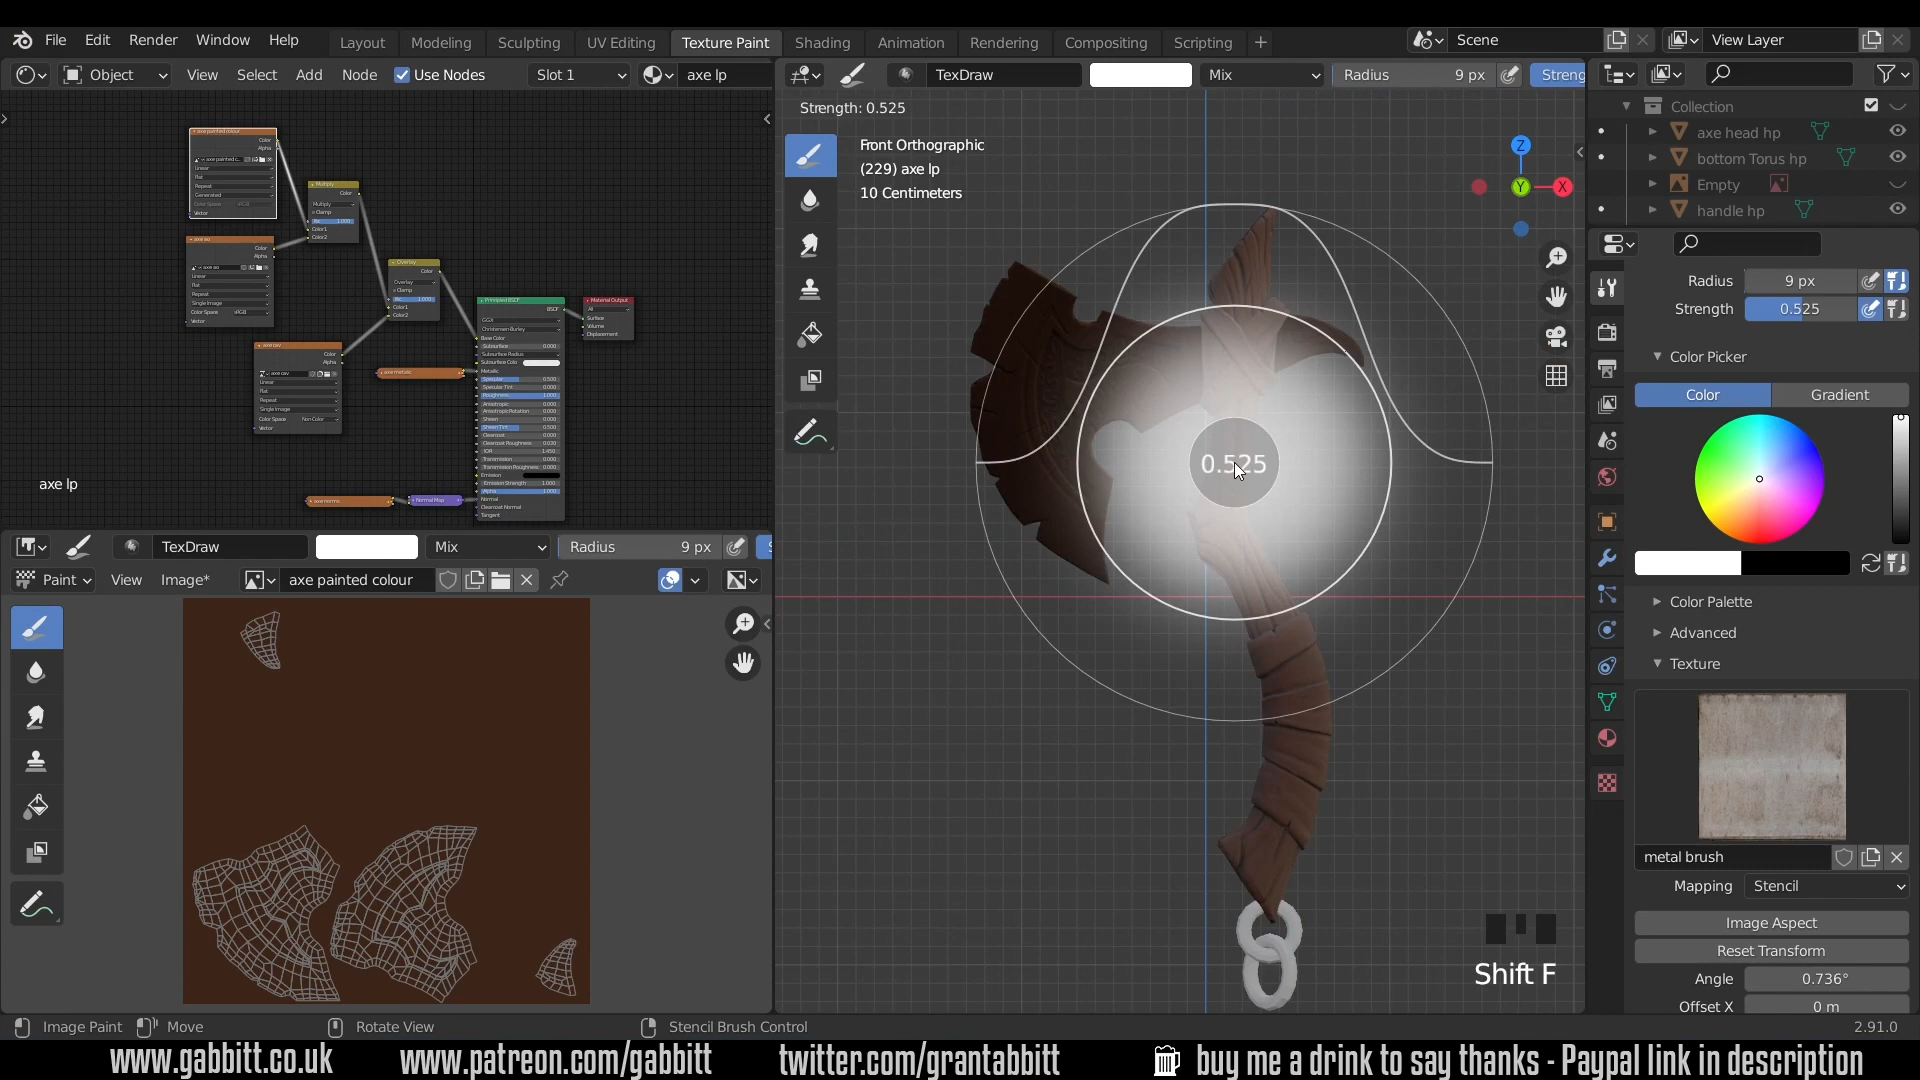 File Edit Render Window Help Layout Modeling Sculpting UV Editing Texture Paint Shading Animation Rendering Compositing Scripting + Scene View Layer
Object View Select Add Node Use Nodes Slot 1 axe lp
TexDraw Mix Radius 9 px Streng
Strength: 0.525
Front Orthographic
(229) axe lp
10 Centimeters
Z
Y
X
0.525
Shift F
axe lp
TexDraw Mix Radius 9 px S
Paint View Image* axe painted colour
Collection
axe head hp
bottom Torus hp
Empty
handle hp
Radius 9 px
Strength 0.525
Color Picker
Color Gradient
Color Palette
Advanced
Texture
metal brush
Mapping Stencil
Image Aspect
Reset Transform
Angle 0.736°
Offset X 0 m
Image Paint Move Rotate View Stencil Brush Control 2.91.0
www.gabbitt.co.uk www.patreon.com/gabbitt twitter.com/grantabbitt buy me a drink to say thanks - Paypal link in description